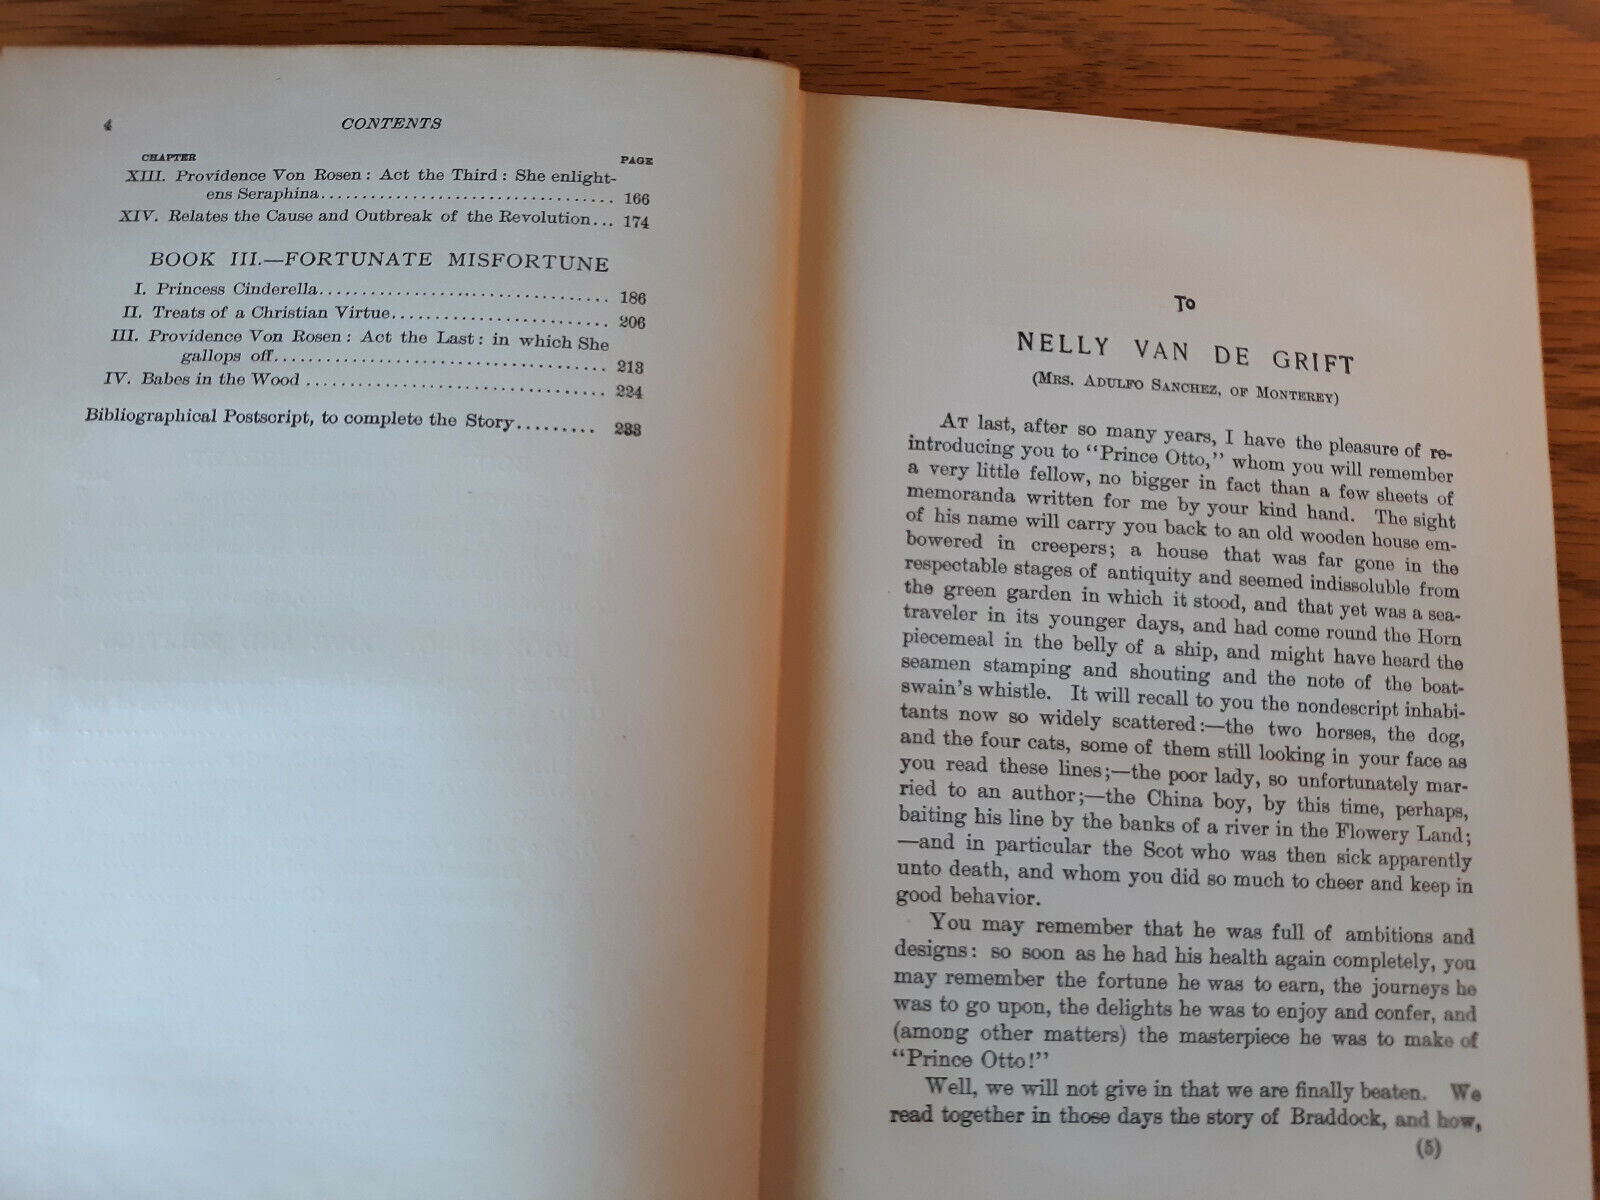 4
CONTENTS
CHAPTER PAGE
XIII. Providence Von Rosen: Act the Third: She enlight-
ens Seraphina.................................... 166
XIV. Relates the Cause and Outbreak of the Revolution... 174
BOOK III.—FORTUNATE MISFORTUNE
I. Princess Cinderella.................................... 186
II. Treats of a Christian Virtue........................... 206
III. Providence Von Rosen: Act the Last: in which She
gallops off........................................ 213
IV. Babes in the Wood .................................... 224
Bibliographical Postscript, to complete the Story......... 233
To
NELLY VAN DE GRIFT
(Mrs. Adulfo Sanchez, of Monterey)
At last, after so many years, I have the pleasure of re-
introducing you to "Prince Otto," whom you will remember
a very little fellow, no bigger in fact than a few sheets of
memoranda written for me by your kind hand. The sight
of his name will carry you back to an old wooden house em-
bowered in creepers; a house that was far gone in the
respectable stages of antiquity and seemed indissoluble from
the green garden in which it stood, and that yet was a sea-
traveler in its younger days, and had come round the Horn
piecemeal in the belly of a ship, and might have heard the
seamen stamping and shouting and the note of the boat-
swain's whistle. It will recall to you the nondescript inhabi-
tants now so widely scattered:—the two horses, the dog,
and the four cats, some of them still looking in your face as
you read these lines;—the poor lady, so unfortunately mar-
ried to an author;—the China boy, by this time, perhaps,
baiting his line by the banks of a river in the Flowery Land;
—and in particular the Scot who was then sick apparently
unto death, and whom you did so much to cheer and keep in
good behavior.
You may remember that he was full of ambitions and
designs: so soon as he had his health again completely, you
may remember the fortune he was to earn, the journeys he
was to go upon, the delights he was to enjoy and confer, and
(among other matters) the masterpiece he was to make of
"Prince Otto!"
Well, we will not give in that we are finally beaten. We
read together in those days the story of Braddock, and how,
(5)